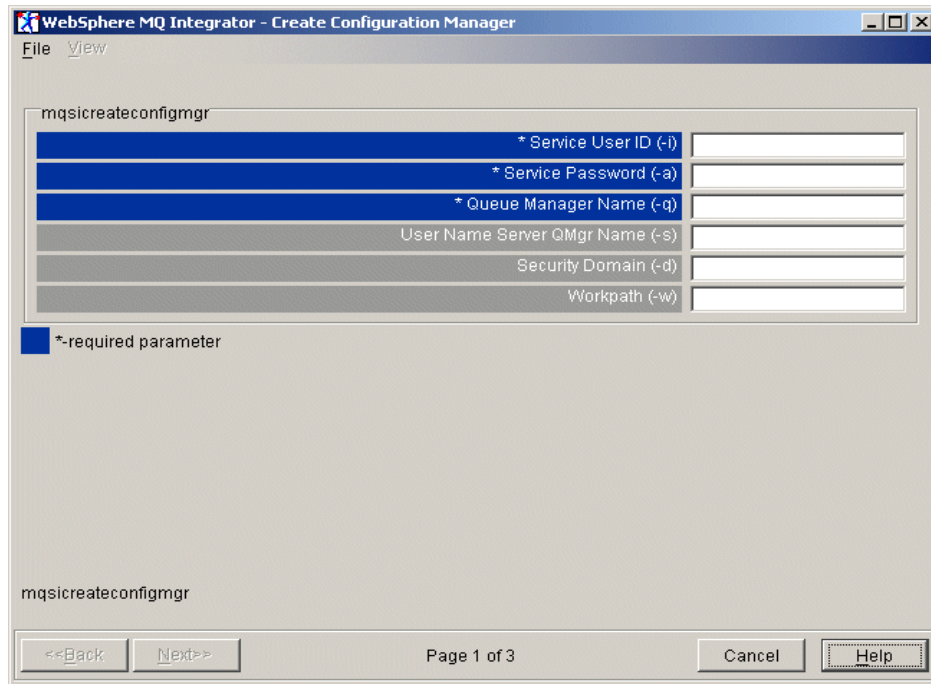 WebSphere MQ Integrator - Create Configuration Manager
File View
mqsicreateconfigmgr
* Service User ID (-i)
* Service Password (-a)
* Queue Manager Name (-q)
User Name Server QMgr Name (-s)
Security Domain (-d)
Workpath (-w)
*-required parameter
mqsicreateconfigmgr
<<Back Next>> Page 1 of 3 Cancel Help